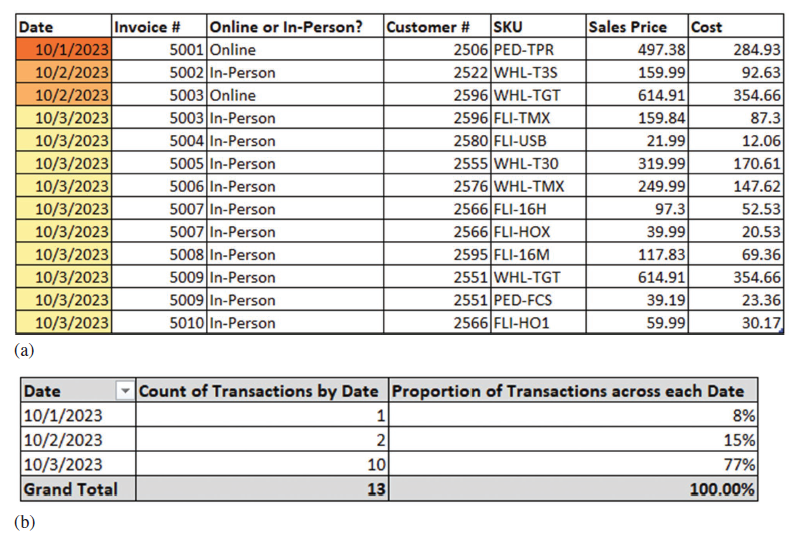 Date Invoice # Online or In-Person? Customer # SKU Sales Price Cost
10/1/2023 5001 Online 2506 PED-TPR 497.38 284.93
10/2/2023 5002 In-Person 2522 WHL-T3S 159.99 92.63
10/2/2023 5003 Online 2596 WHL-TGT 614.91 354.66
10/3/2023 5003 In-Person 2596 FLI-TMX 159.84 87.3
10/3/2023 5004 In-Person 2580 FLI-USB 21.99 12.06
10/3/2023 5005 In-Person 2555 WHL-T30 319.99 170.61
10/3/2023 5006 In-Person 2576 WHL-TMX 249.99 147.62
10/3/2023 5007 In-Person 2566 FLI-16H 97.3 52.53
10/3/2023 5007 In-Person 2566 FLI-HOX 39.99 20.53
10/3/2023 5008 In-Person 2595 FLI-16M 117.83 69.36
10/3/2023 5009 In-Person 2551 WHL-TGT 614.91 354.66
10/3/2023 5009 In-Person 2551 PED-FCS 39.19 23.36
10/3/2023 5010 In-Person 2566 FLI-HO1 59.99 30.17
(a)
Date Count of Transactions by Date Proportion of Transactions across each Date
10/1/2023 1 8%
10/2/2023 2 15%
10/3/2023 10 77%
Grand Total 13 100.00%
(b)